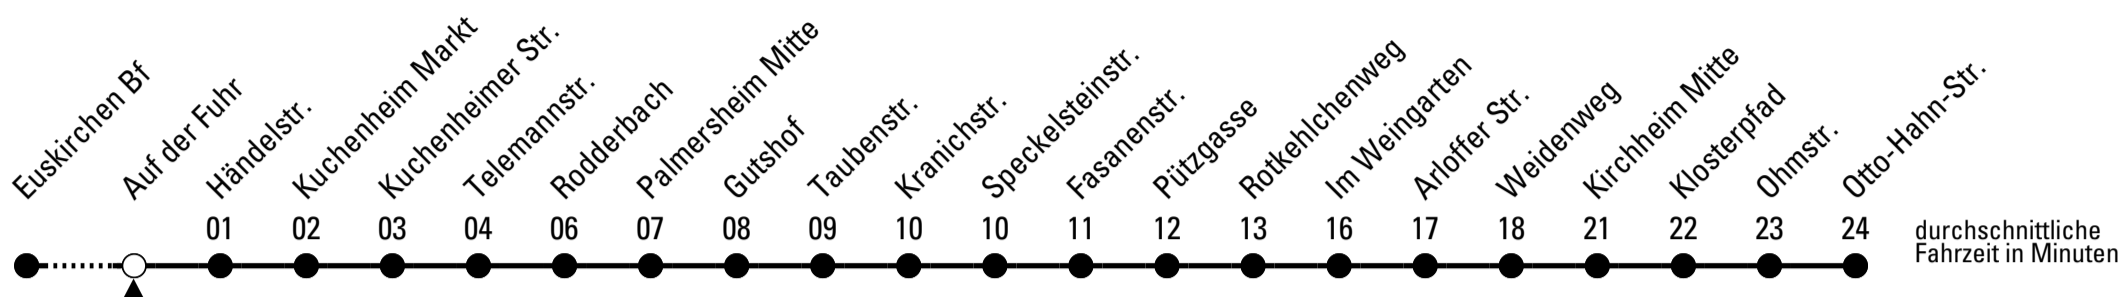 Euskirchen Bf
Auf der Fuhr
Händelstr.
Kuchenheim Markt
Kuchenheimer Str.
Telemannstr.
Rodderbach
Palmersheim Mitte
Gutshof
Taubenstr.
Kranichstr.
Speckelsteinstr.
Fasanenstr.
Pützgasse
Rotkehlchenweg
Im Weingarten
Arloffer Str.
Weidenweg
Kirchheim Mitte
Klosterpfad
Ohmstr.
Otto-Hahn-Str.
01 02 03 04 06 07 08 09 10 10 11 12 13 16 17 18 21 22 23 24
durchschnittliche
Fahrzeit in Minuten